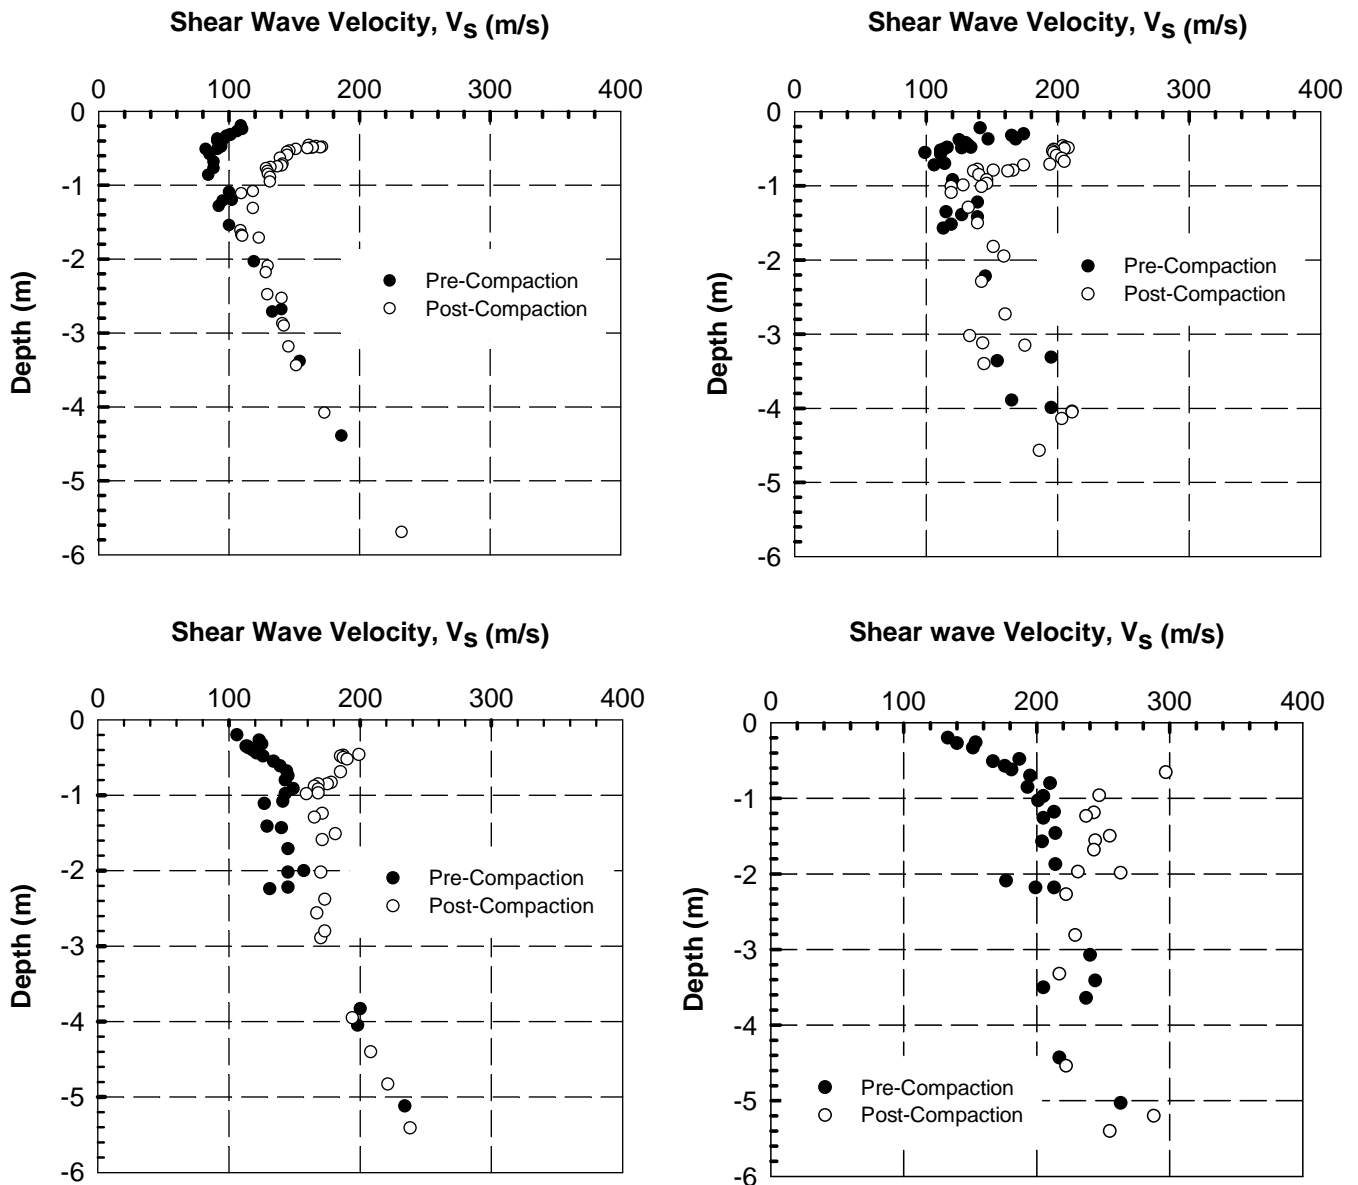 Shear Wave Velocity, Vs (m/s)
0 100 200 300 400
0
-1
-2
-3
-4
-5
-6
Depth (m)
Pre-Compaction
Post-Compaction
Shear Wave Velocity, Vs (m/s)
0 100 200 300 400
0
-1
-2
-3
-4
-5
-6
Depth (m)
Pre-Compaction
Post-Compaction
Shear Wave Velocity, Vs (m/s)
0 100 200 300 400
0
-1
-2
-3
-4
-5
-6
Depth (m)
Pre-Compaction
Post-Compaction
Shear wave Velocity, Vs (m/s)
0 100 200 300 400
0
-1
-2
-3
-4
-5
-6
Depth (m)
Pre-Compaction
Post-Compaction